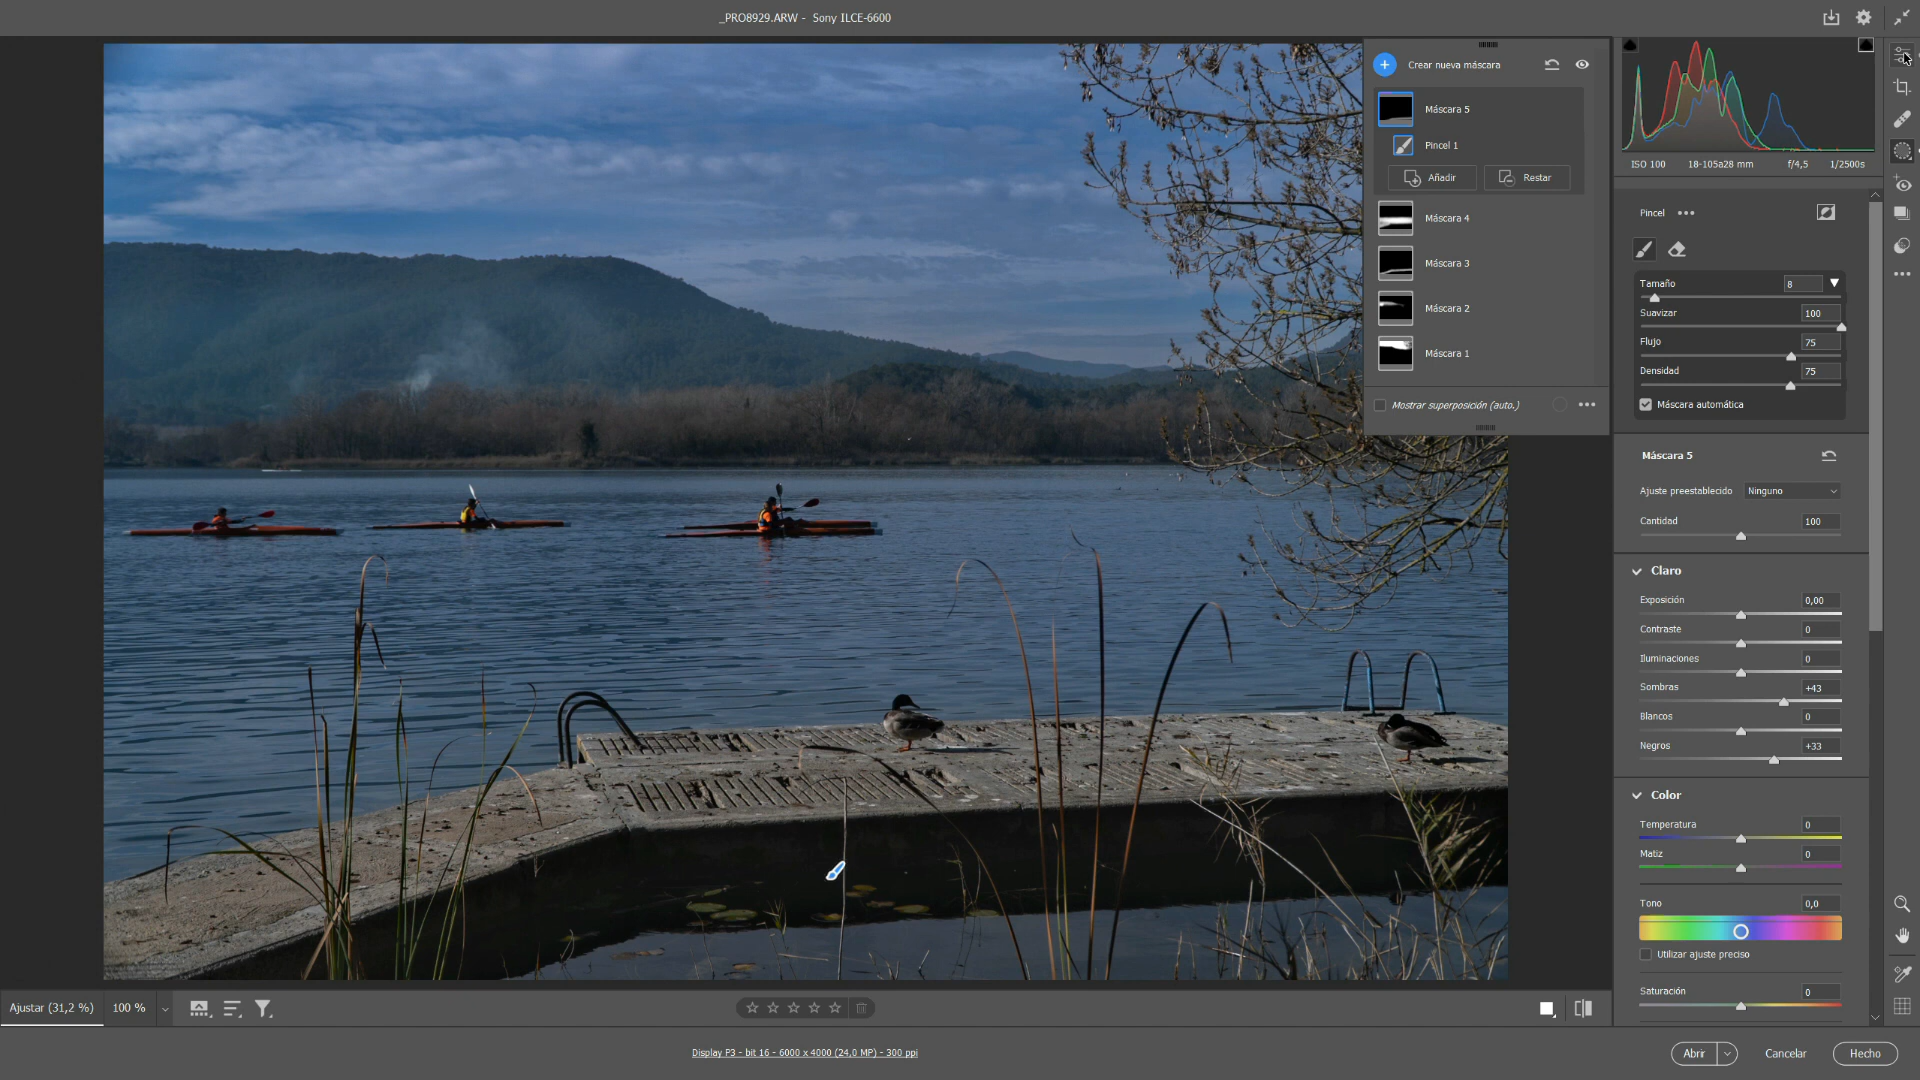 _PRO8929.ARW - Sony ILCE-6600
Crear nueva máscara
Máscara 5
Pincel 1
Añadir
Restar
Máscara 4
Máscara 3
Máscara 2
Máscara 1
Mostrar superposición (auto.)
ISO 100 18-105a28 mm f/4,5 1/2500s
Pincel
Tamaño 8
Suavizar 100
Flujo 75
Densidad 75
Máscara automática
Máscara 5
Ajuste preestablecido Ninguno
Cantidad 100
Claro
Exposición 0,00
Contraste 0
Iluminaciones 0
Sombras +43
Blancos 0
Negros +33
Color
Temperatura 0
Matiz 0
Tono 0,0
Utilizar ajuste preciso
Saturación 0
Ajustar (31,2 %) 100 %
Display P3 - bit 16 - 6000 x 4000 (24,0 MP) - 300 ppi
Abrir
Cancelar
Hecho